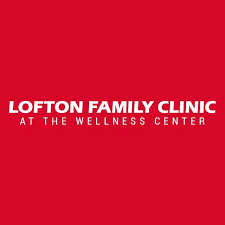 LOFTON FAMILY CLINIC
AT THE WELLNESS CENTER